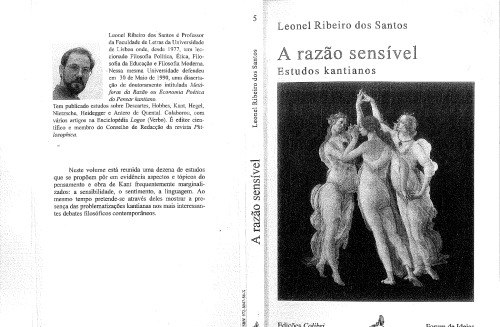 Leonel Ribeiro dos Santos é Professor
da Faculdade de Letras da Universidade
de Lisboa onde, desde 1977, tem lec-
cionado Filosofia Política, Ética, Filo-
sofia da Educação e Filosofia Moderna.
Nessa mesma Universidade defendeu
em 30 de Maio de 1990, uma disserta-
ção de doutoramento intitulada Metá-
foras da Razão ou Economia Poética
do Pensar kantiano.
Tem publicado estudos sobre Descartes, Hobbes, Kant, Hegel,
Nietzsche, Heidegger e Antero de Quental. Colaborou, com
vários artigos na Enciclopédia Logos (Verbo). É editor cien-
tífico e membro do Conselho de Redacção da revista Phi-
losophica.
Neste volume está reunida uma dezena de estudos
que se propõem pôr em evidência aspectos e tópicos do
pensamento e obra de Kant frequentemente marginali-
zados: a sensibilidade, o sentimento, a linguagem. Ao
mesmo tempo pretende-se através deles mostrar a pre-
sença das problematizações kantianas nos mais interessan-
tes debates filosóficos contemporâneos.
5
Leonel Ribeiro dos Santos
A razão sensível
Leonel Ribeiro dos Santos
A razão sensível
Estudos kantianos
Edições Colibri
Forum de Ideias